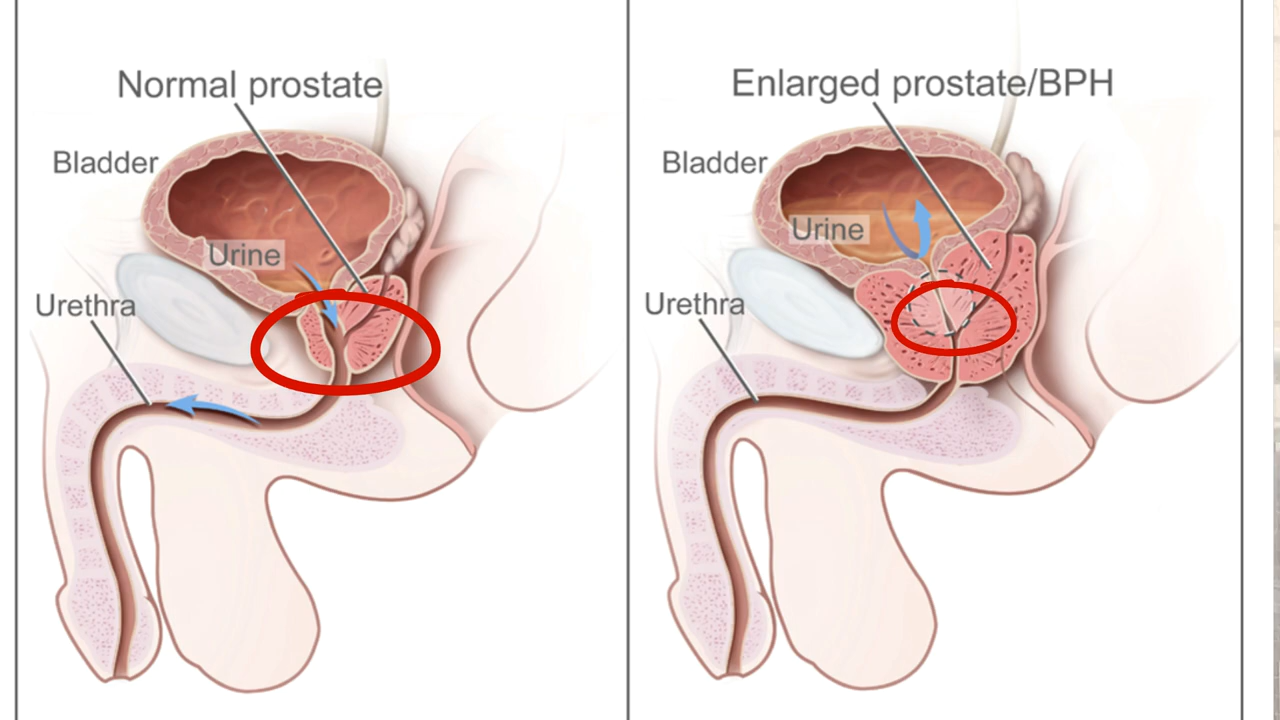 Normal prostate
Bladder
Urine
Urethra
Enlarged prostate/BPH
Bladder
Urine
Urethra